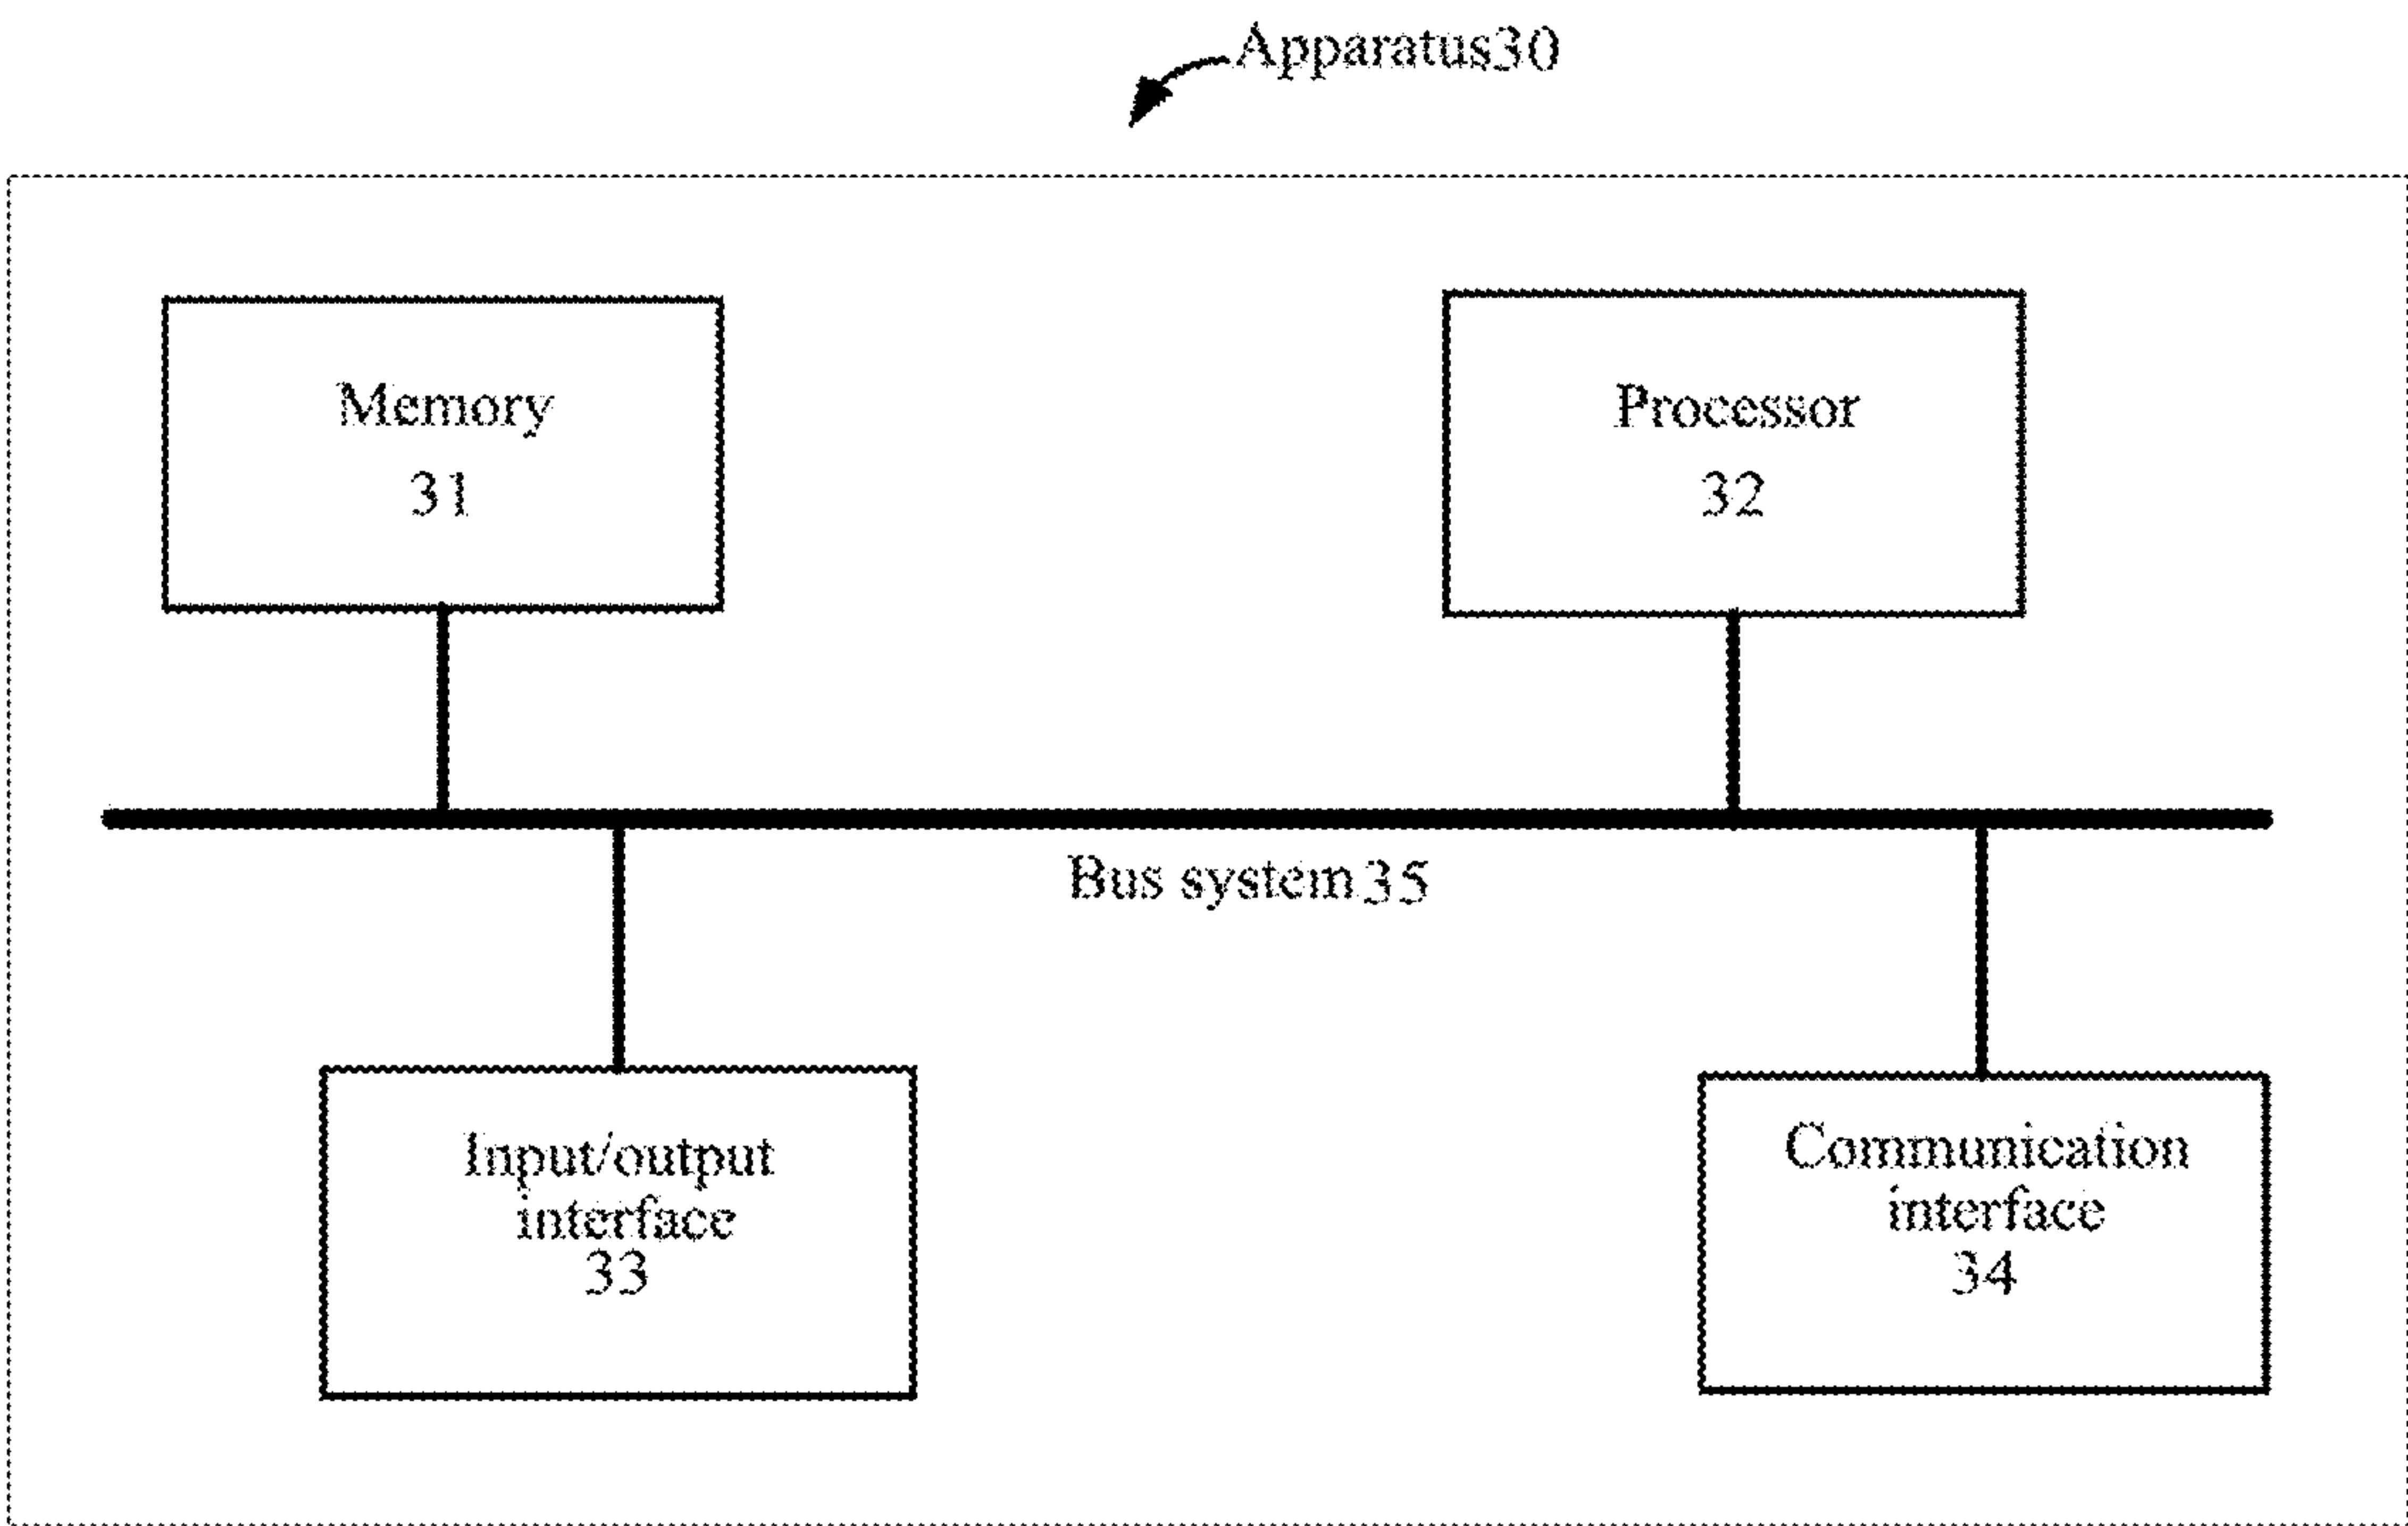 Apparatus30
Memory
31
Processor
32
Bus system35
Input/output
interface
33
Communication
interface
34